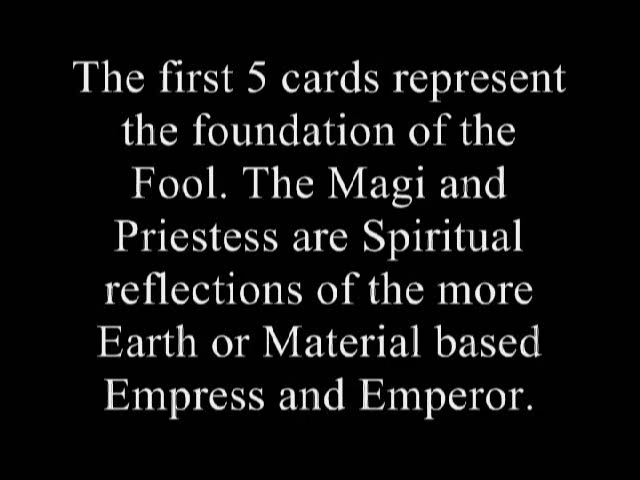 The first 5 cards represent
the foundation of the
Fool. The Magi and
Priestess are Spiritual
reflections of the more
Earth or Material based
Empress and Emperor.